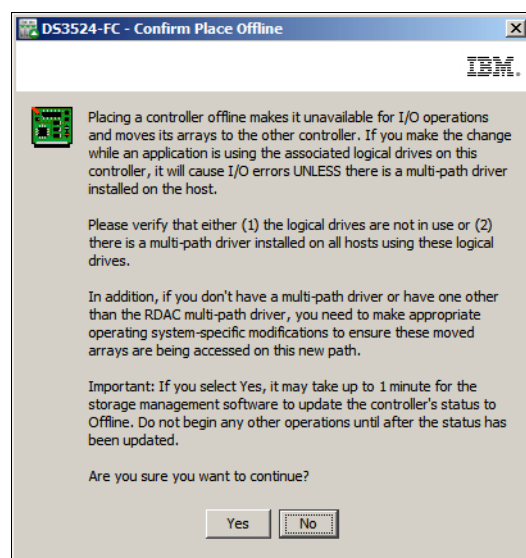 DS3524-FC - Confirm Place Offline
IBM.
Placing a controller offline makes it unavailable for I/O operations
and moves its arrays to the other controller. If you make the change
while an application is using the associated logical drives on this
controller, it will cause I/O errors UNLESS there is a multi-path driver
installed on the host.
Please verify that either (1) the logical drives are not in use or (2)
there is a multi-path driver installed on all hosts using these logical
drives.
In addition, if you don't have a multi-path driver or have one other
than the RDAC multi-path driver, you need to make appropriate
operating system-specific modifications to ensure these moved
arrays are being accessed on this new path.
Important: If you select Yes, it may take up to 1 minute for the
storage management software to update the controller's status to
Offline. Do not begin any other operations until after the status has
been updated.
Are you sure you want to continue?
Yes No